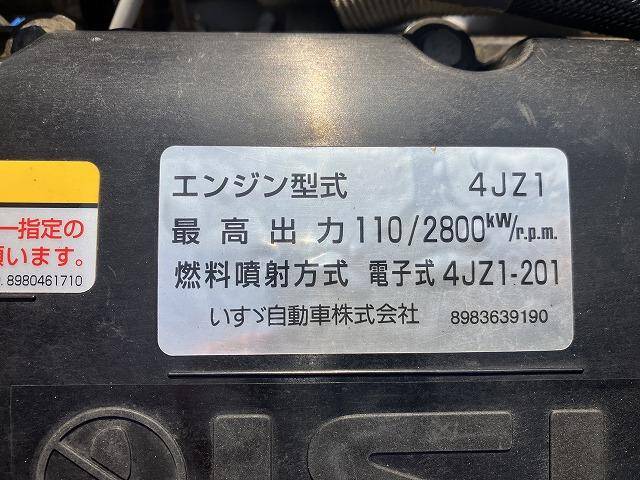 エンジン型式 4JZ1
最高出力 110/2800kW/r.p.m.
燃料噴射方式 電子式 4JZ1-201
いすゞ自動車株式会社 8983639190
一指定の
願います。
. 8980461710